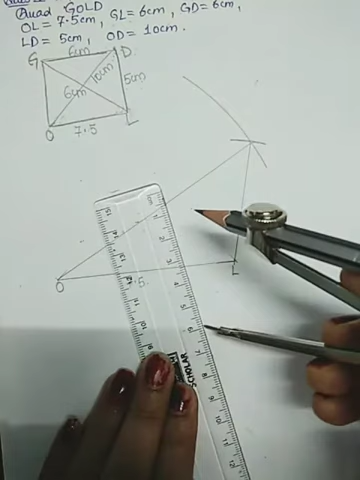 Quad GOLD
OL = 7.5cm, GL = 6cm, GD = 6cm,
LD = 5cm, OD = 10cm.
G 6cm D
10cm
6cm 5cm
O 7.5 L
O 7.5 L
SCHOLAR